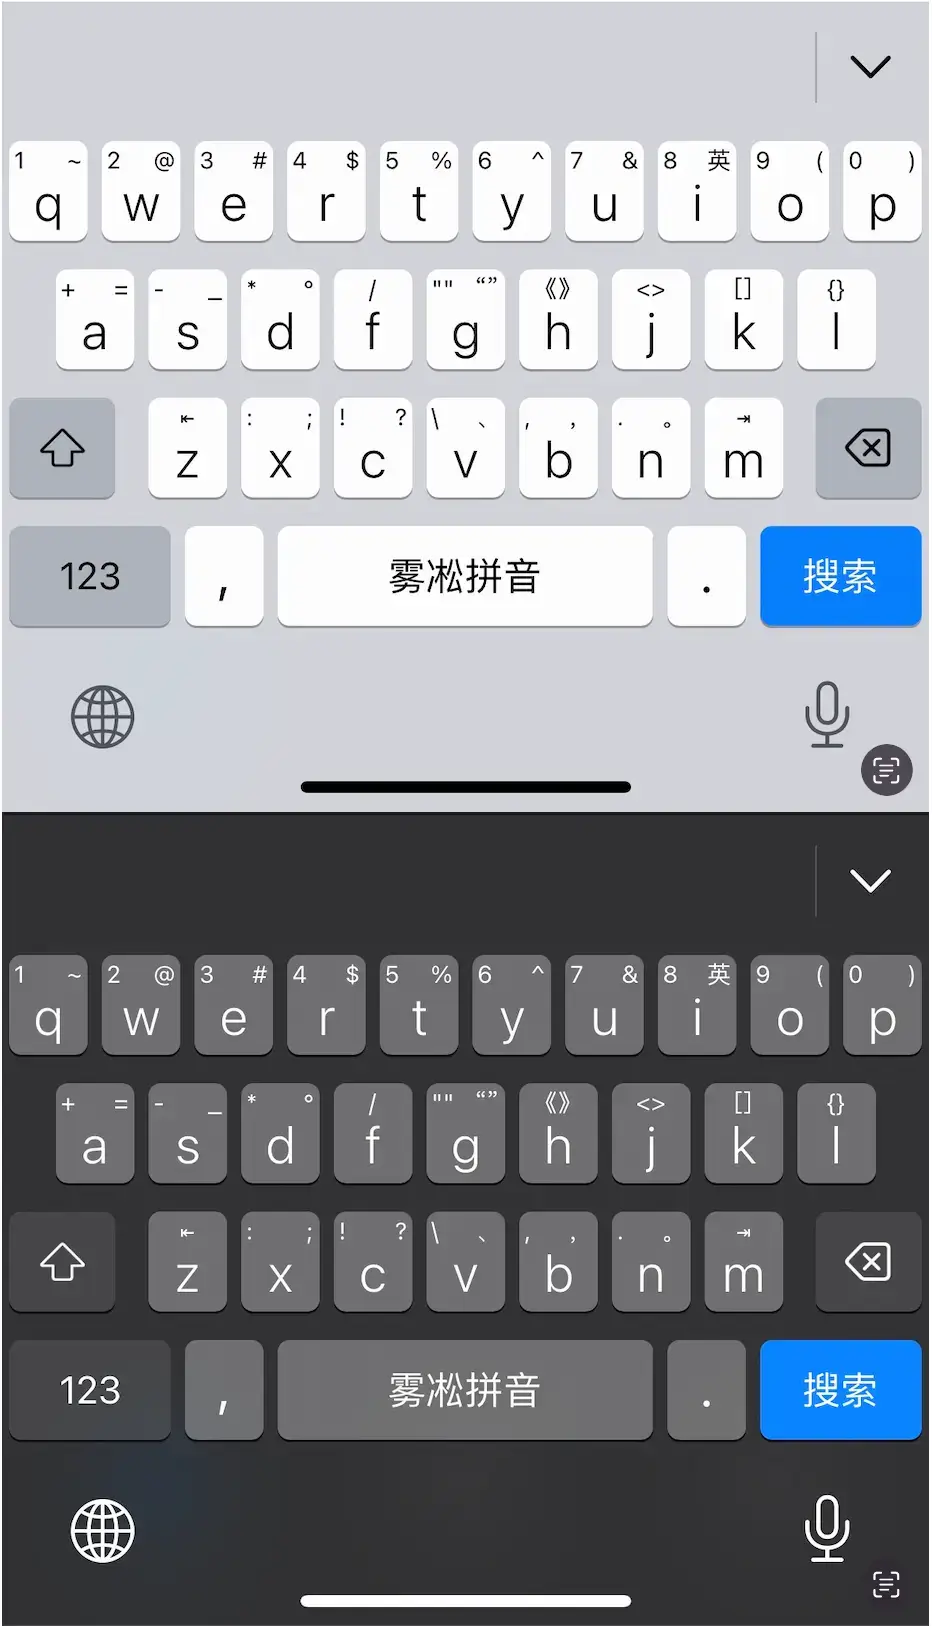 1 ~ 2 @ 3 # 4 $ 5 % 6 ^ 7 & 8 英 9 ( 0 )
q w e r t y u i o p
+ = - _ * ° / "" “” 《》 <> [] {}
a s d f g h j k l
⇤ : ; ! ? \ 、 , , . 。 ⇥
z x c v b n m
123 , 雾凇拼音 . 搜索
1 ~ 2 @ 3 # 4 $ 5 % 6 ^ 7 & 8 英 9 ( 0 )
q w e r t y u i o p
+ = - _ * ° / "" “” 《》 <> [] {}
a s d f g h j k l
⇤ : ; ! ? \ 、 , , . 。 ⇥
z x c v b n m
123 , 雾凇拼音 . 搜索